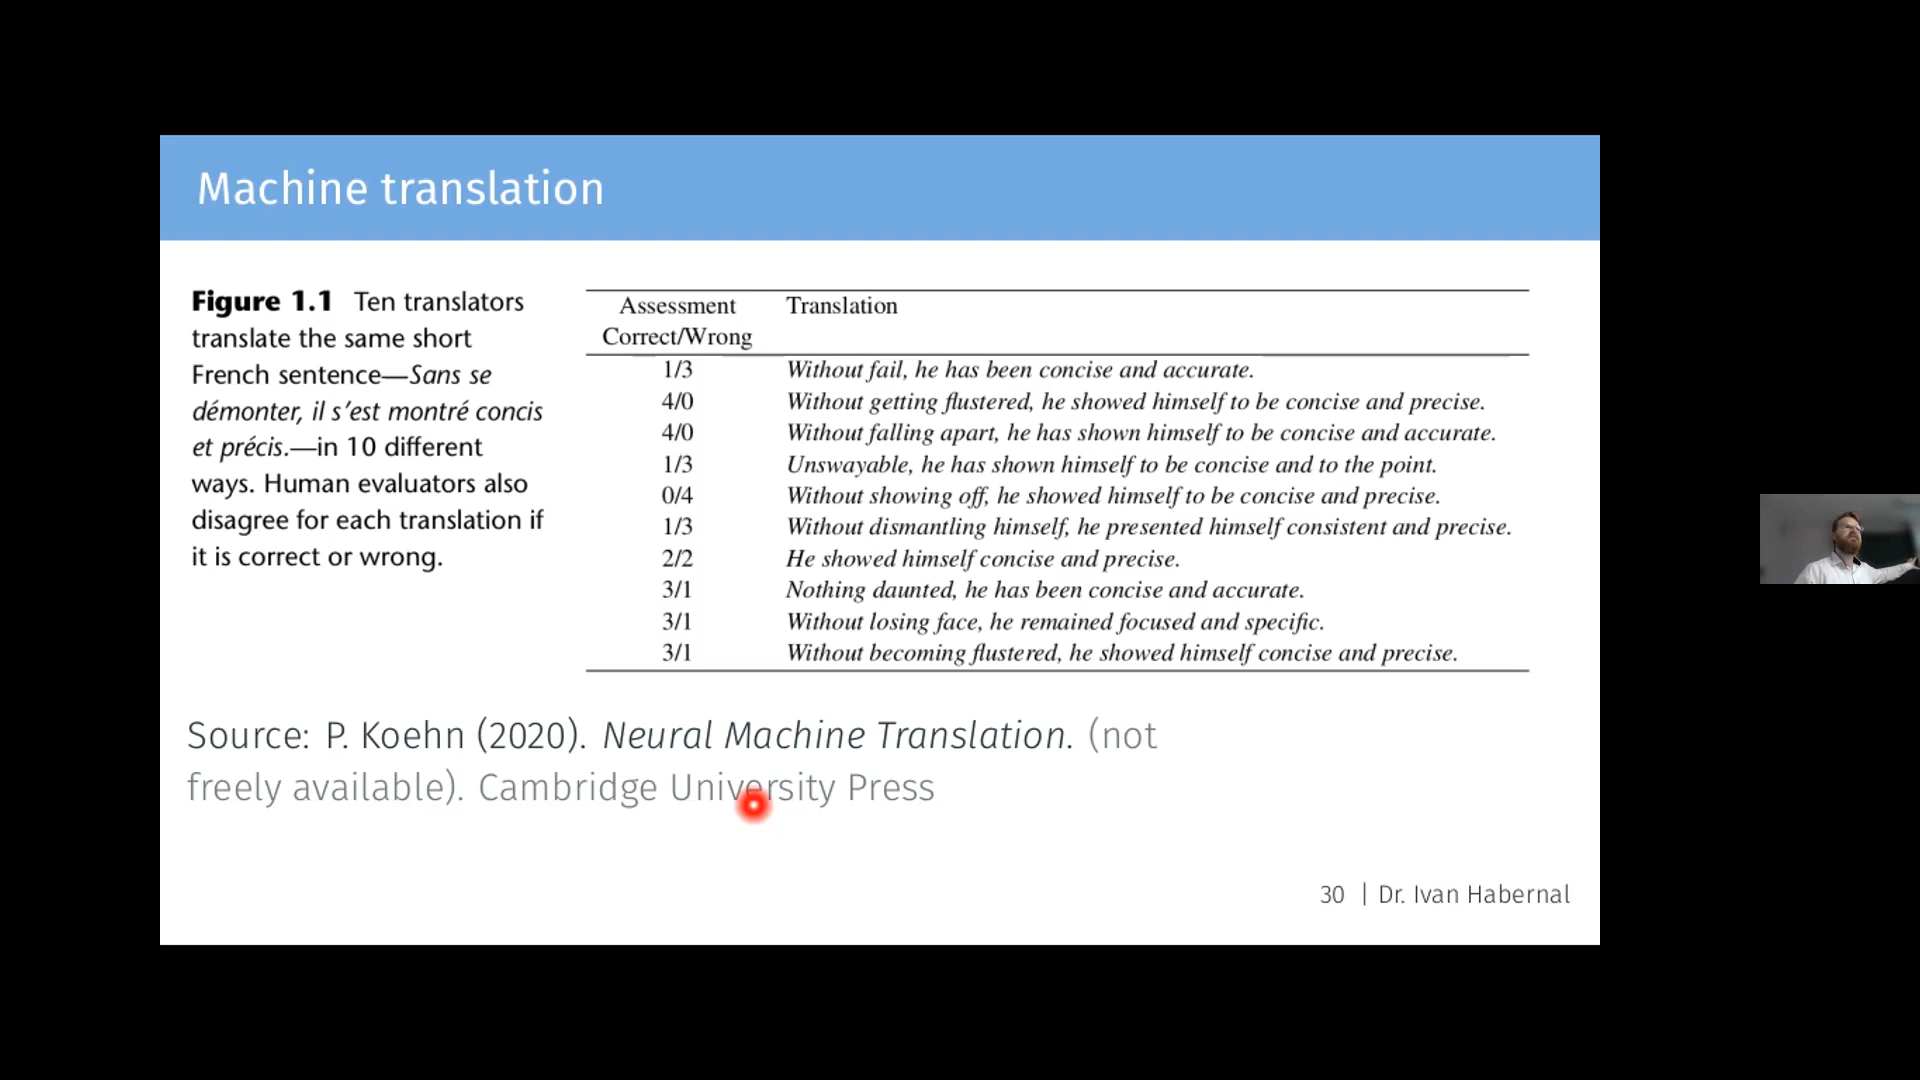 Machine translation
Figure 1.1 Ten translators
translate the same short
French sentence—Sans se
démonter, il s'est montré concis
et précis.—in 10 different
ways. Human evaluators also
disagree for each translation if
it is correct or wrong.
Assessment Translation
Correct/Wrong
1/3 Without fail, he has been concise and accurate.
4/0 Without getting flustered, he showed himself to be concise and precise.
4/0 Without falling apart, he has shown himself to be concise and accurate.
1/3 Unswayable, he has shown himself to be concise and to the point.
0/4 Without showing off, he showed himself to be concise and precise.
1/3 Without dismantling himself, he presented himself consistent and precise.
2/2 He showed himself concise and precise.
3/1 Nothing daunted, he has been concise and accurate.
3/1 Without losing face, he remained focused and specific.
3/1 Without becoming flustered, he showed himself concise and precise.
Source: P. Koehn (2020). Neural Machine Translation. (not
freely available). Cambridge University Press
30 | Dr. Ivan Habernal